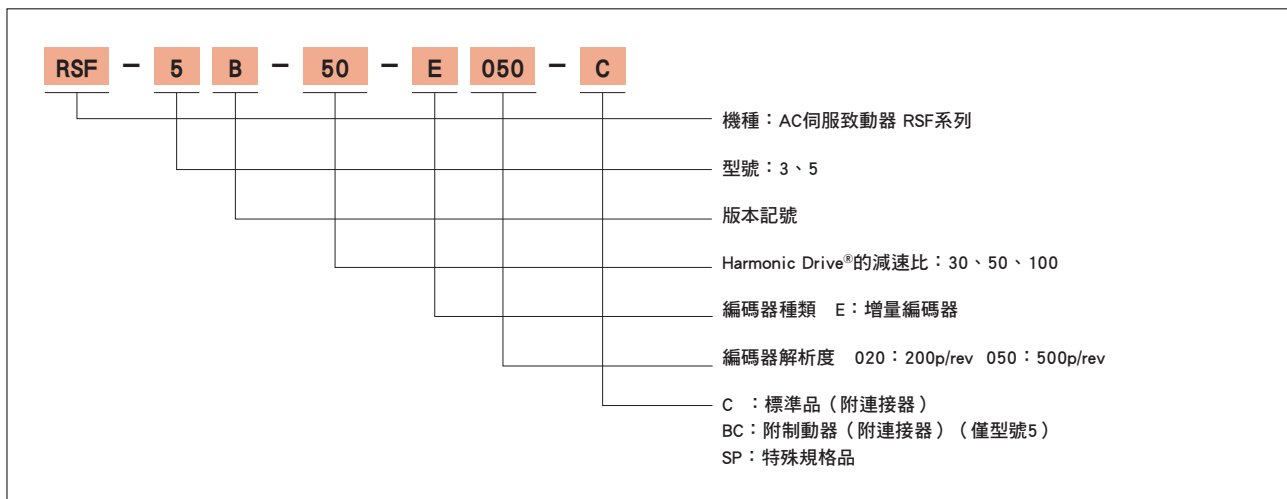 RSF - 5 B - 50 - E 050 - C
機種：AC伺服致動器 RSF系列
型號：3、5
版本記號
Harmonic Drive®的減速比：30、50、100
編碼器種類　E：增量編碼器
編碼器解析度　020：200p/rev 050：500p/rev
C ：標準品（附連接器）
BC：附制動器（附連接器）（僅型號5）
SP：特殊規格品